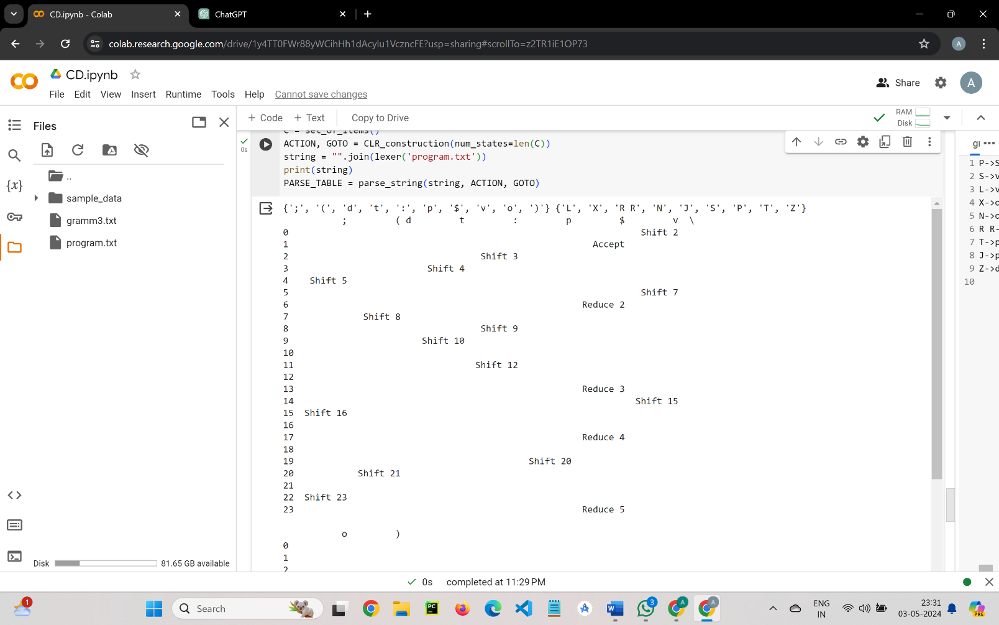 CD.ipynb - Colab
ChatGPT
colab.research.google.com/drive/1y4TT0FWr88yWCihHh1dAcylu1VczncFE?usp=sharing#scrollTo=z2TR1iE1OP73
A
CD.ipynb
Share
A
File Edit View Insert Runtime Tools Help Cannot save changes
Files
+ Code + Text Copy to Drive
RAM
Disk
0s
C = set_of_items()
ACTION, GOTO = CLR_construction(num_states=len(C))
string = "".join(lexer('program.txt'))
print(string)
PARSE_TABLE = parse_string(string, ACTION, GOTO)
..
sample_data
gramm3.txt
program.txt
{x}
{';', '(', 'd', 't', ':', 'p', '$', 'v', 'o', ')'} {'L', 'X', 'R R', 'N', 'J', 'S', 'P', 'T', 'Z'}
; ( d t : p $ v \
0 Shift 2
1 Accept
2 Shift 3
3 Shift 4
4 Shift 5
5 Shift 7
6 Reduce 2
7 Shift 8
8 Shift 9
9 Shift 10
10
11 Shift 12
12
13 Reduce 3
14 Shift 15
15 Shift 16
16
17 Reduce 4
18
19 Shift 20
20 Shift 21
21
22 Shift 23
23 Reduce 5
o )
0
1
2
1 P->S
2 S->v
3 L->v
4 X->o
5 N->o
6 R R-
7 T->p
8 J->p
9 Z->d
10
Disk 81.65 GB available
0s completed at 11:29 PM
1
Search
PC
3
A
A
ENG
IN
23:31
03-05-2024
PRE